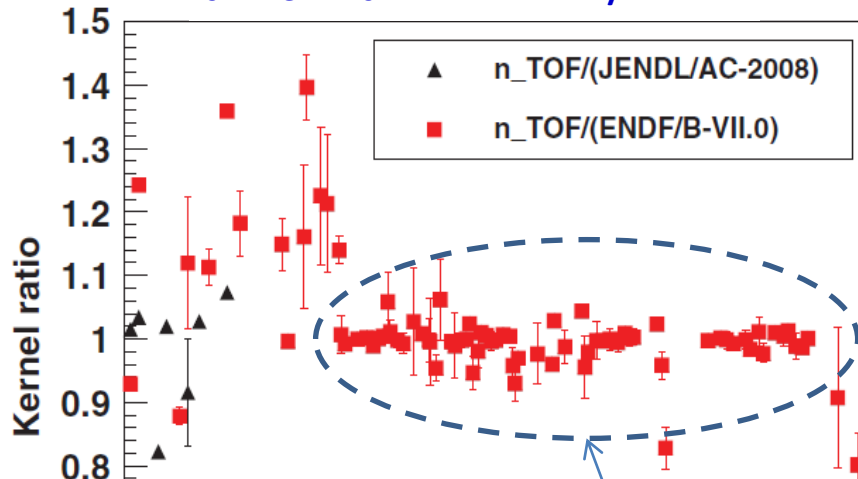 1.5
n_TOF/(JENDL/AC-2008)
1.4
n_TOF/(ENDF/B-VII.0)
1.3
1.2
1.1
1
0.9
0.8
Kernel ratio